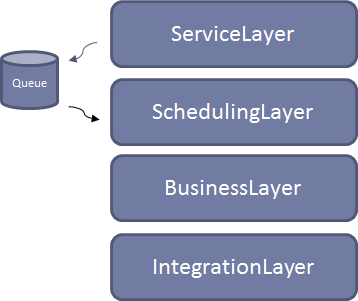 ServiceLayer
Queue
SchedulingLayer
BusinessLayer
IntegrationLayer